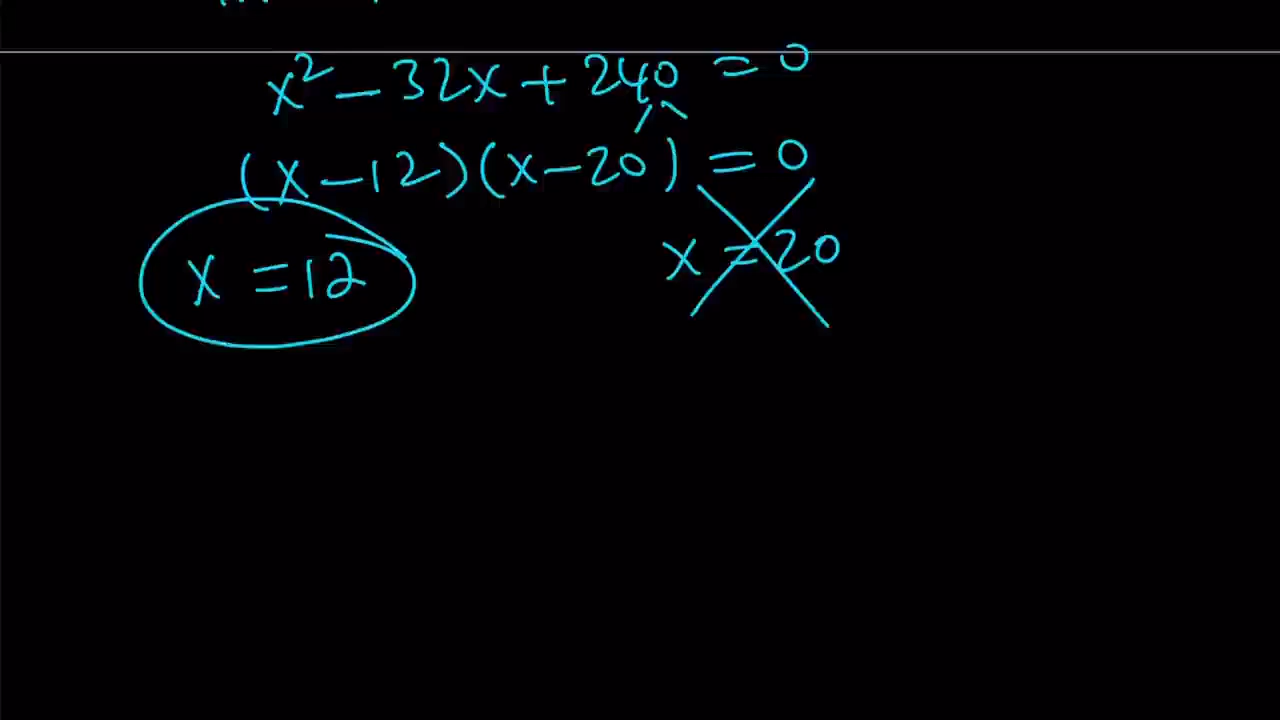 x² - 32x + 240 = 0
(x - 12)(x - 20) = 0
x = 12 x = 20